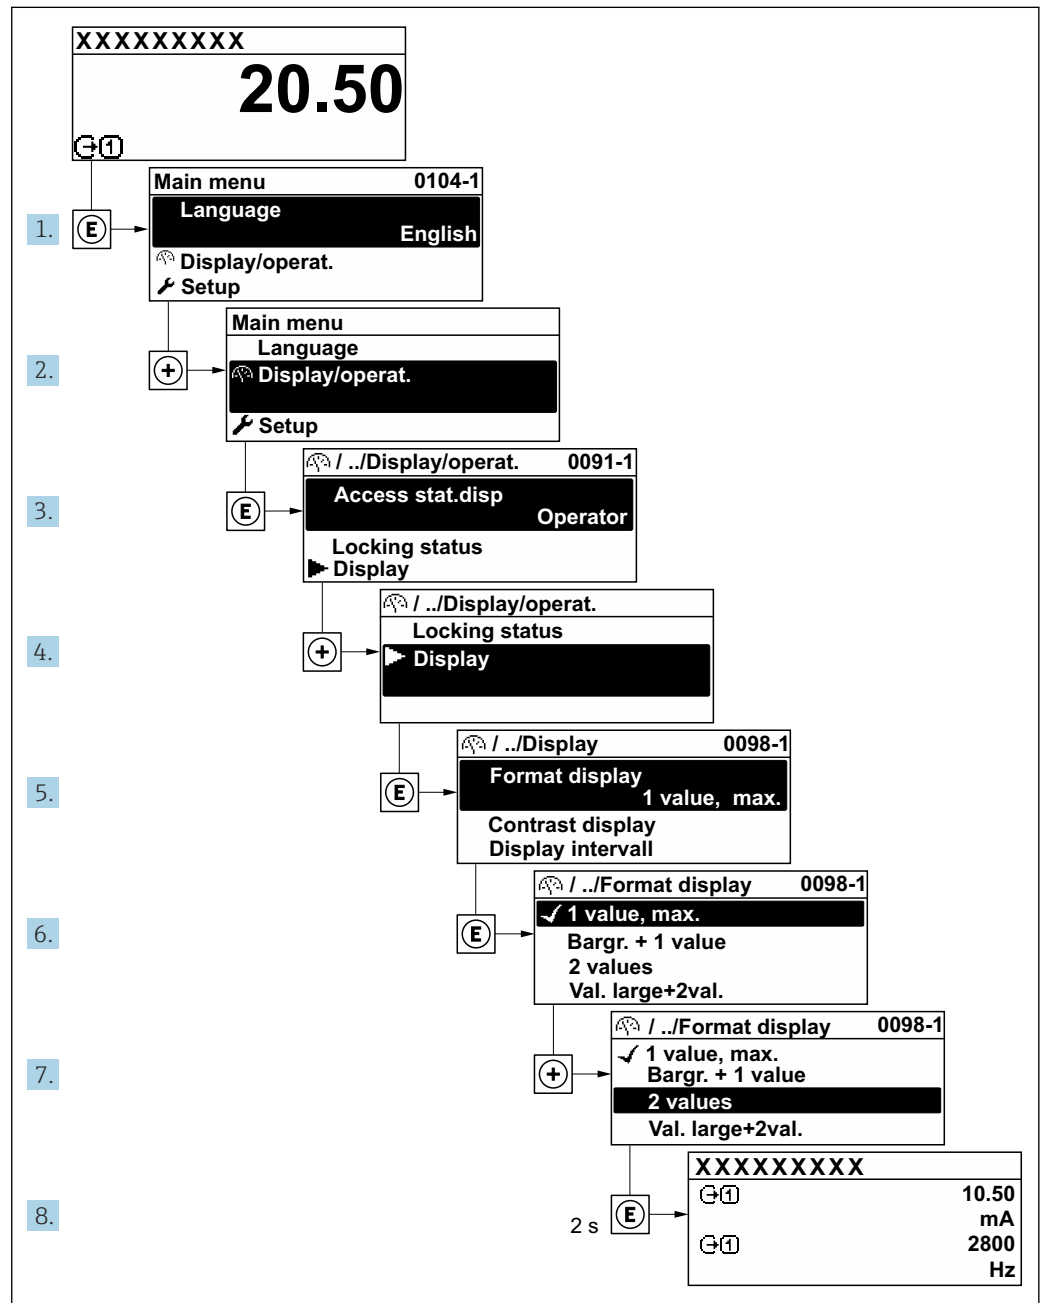 XXXXXXXXX
20.50
1
Main menu 0104-1
Language
English
1. E
Display/operat.
Setup
Main menu
Language
2. + Display/operat.
Setup
/ ../Display/operat. 0091-1
Access stat.disp
3. E Operator
Locking status
Display
/ ../Display/operat.
Locking status
4. + Display
/ ../Display 0098-1
Format display
5. E 1 value, max.
Contrast display
Display intervall
/ ../Format display 0098-1
1 value, max.
6. E Bargr. + 1 value
2 values
Val. large+2val.
/ ../Format display 0098-1
1 value, max.
7. + Bargr. + 1 value
2 values
Val. large+2val.
XXXXXXXXX
1 10.50
8. 2 s E mA
1 2800
Hz